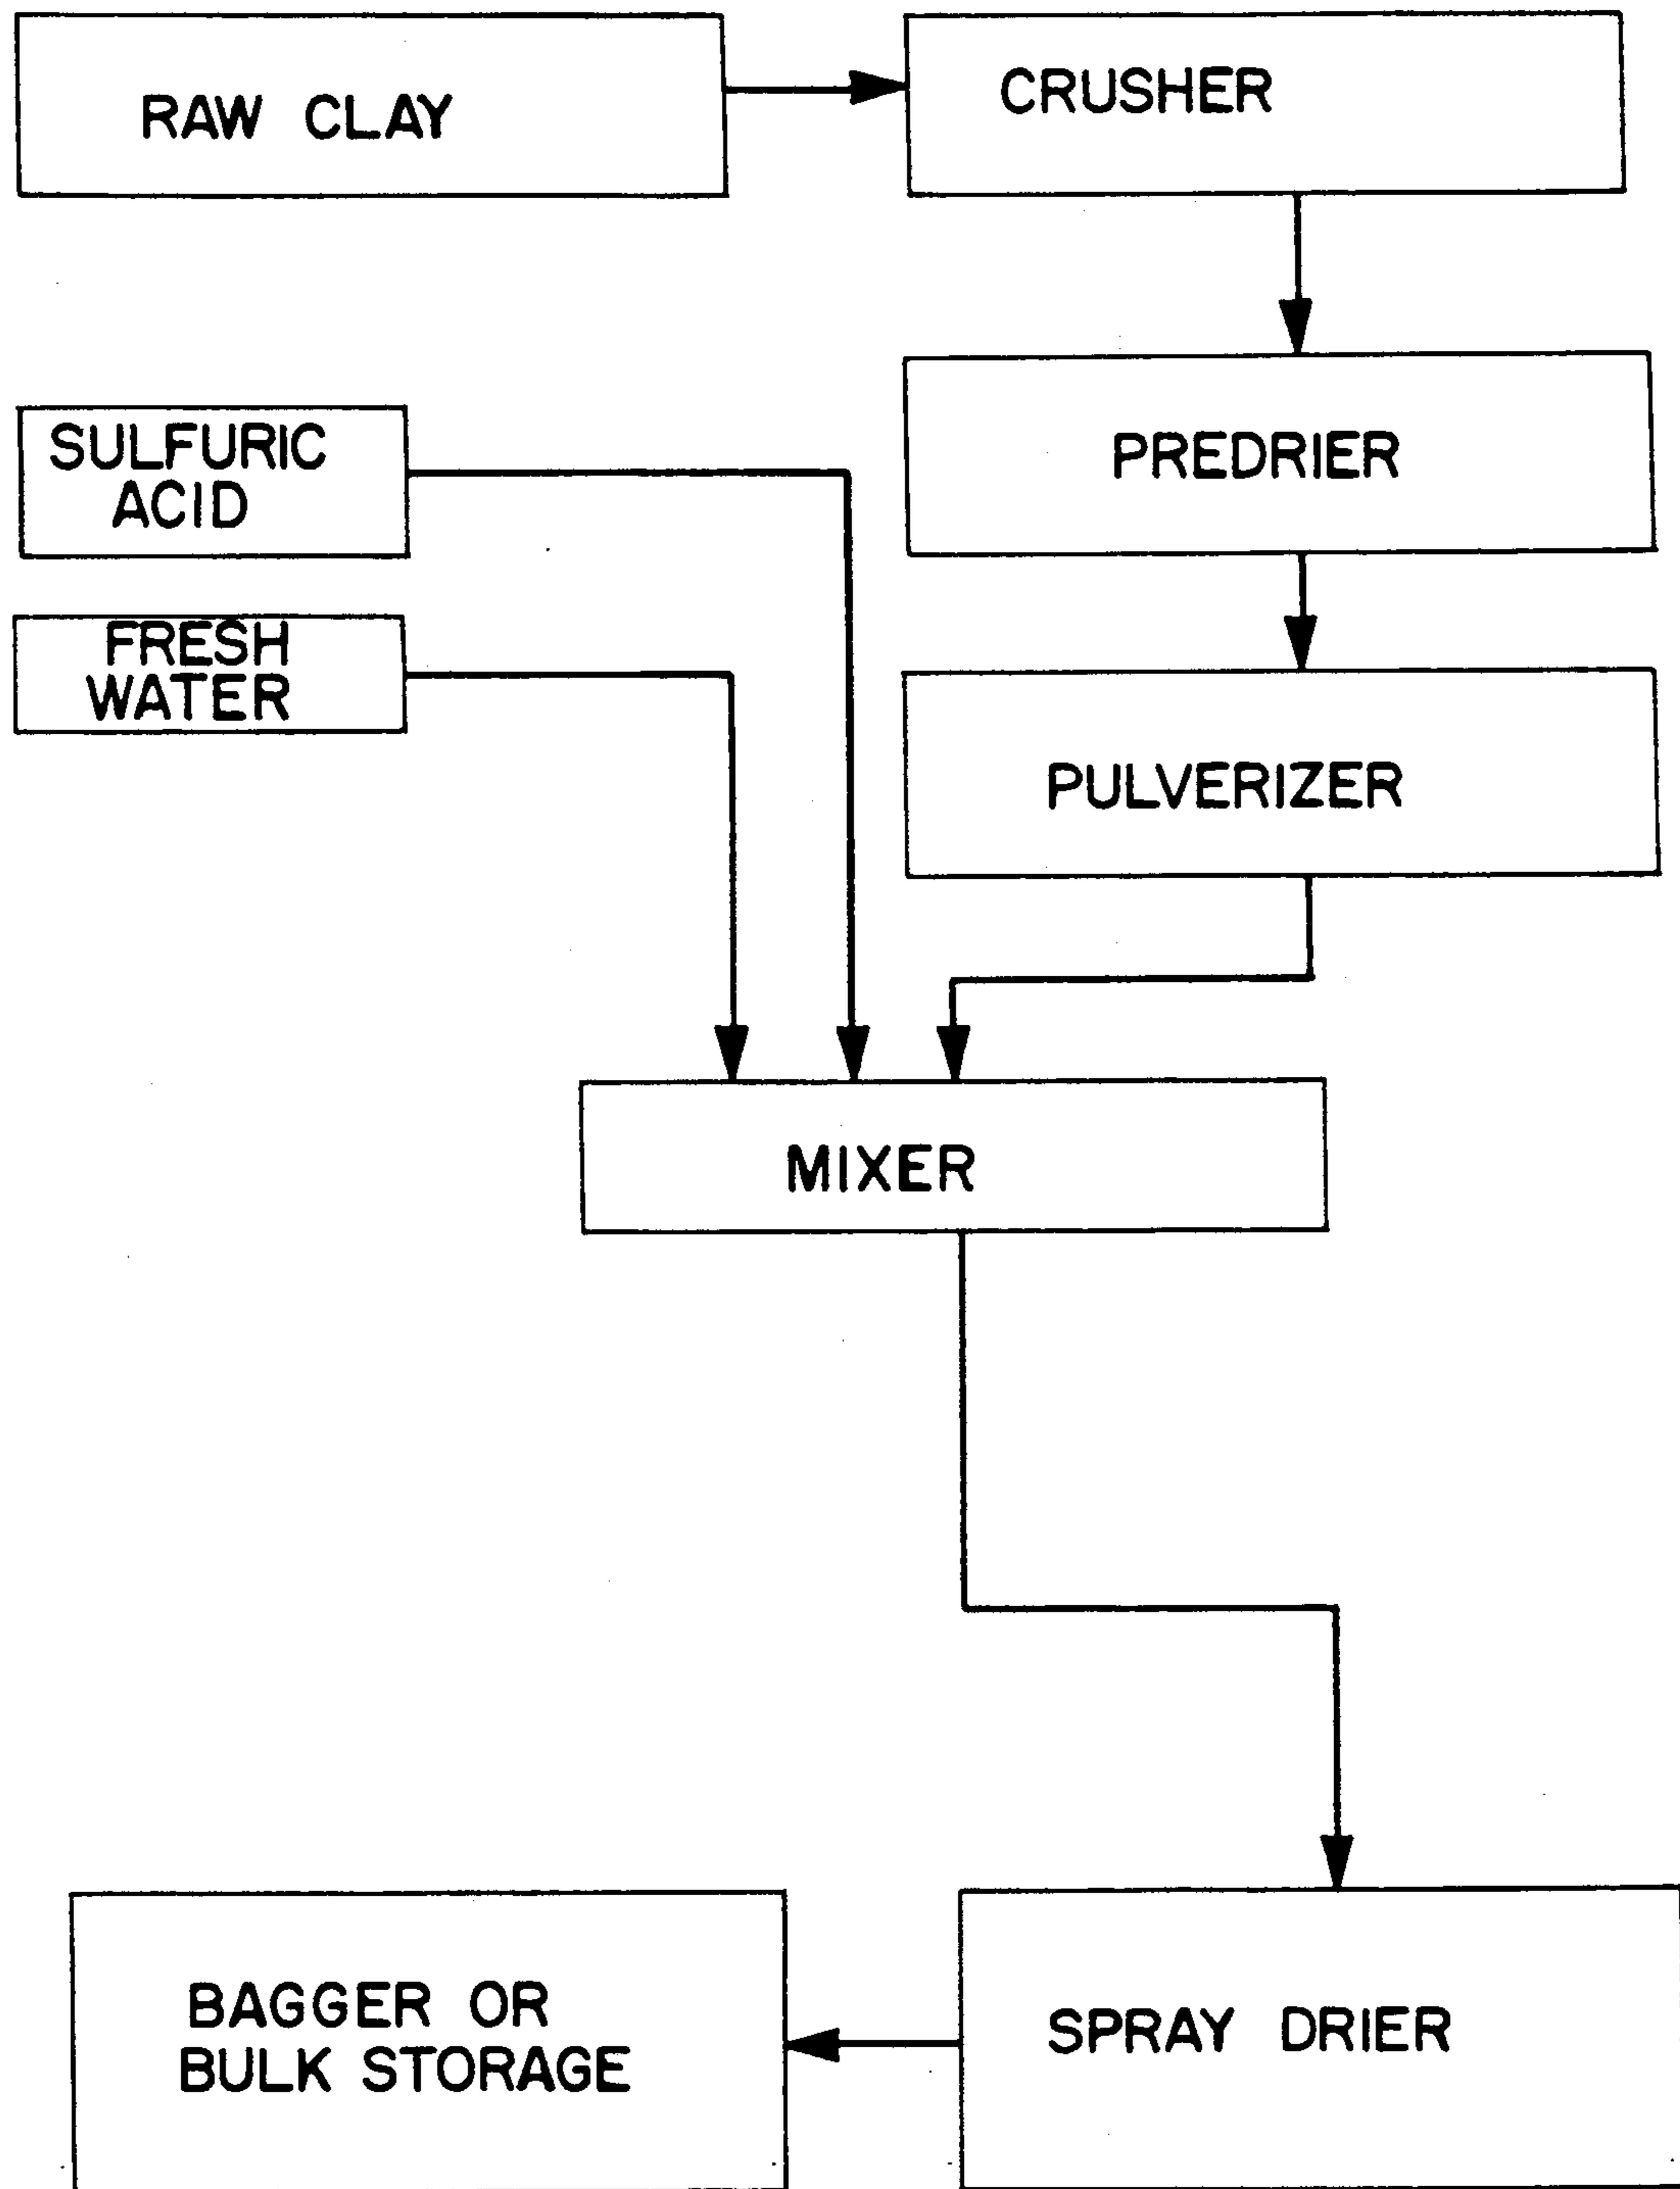 RAW CLAY
CRUSHER
SULFURIC
ACID
PREDRIER
FRESH
WATER
PULVERIZER
MIXER
BAGGER OR
BULK STORAGE
SPRAY DRIER